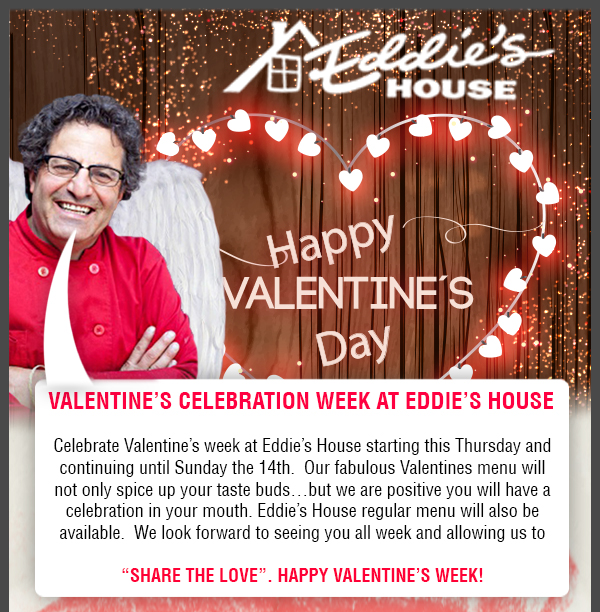 Eddie's
HOUSE
Happy
VALENTINE´S
Day
VALENTINE'S CELEBRATION WEEK AT EDDIE'S HOUSE
Celebrate Valentine's week at Eddie's House starting this Thursday and
continuing until Sunday the 14th.  Our fabulous Valentines menu will
not only spice up your taste buds…but we are positive you will have a
celebration in your mouth. Eddie's House regular menu will also be
available.  We look forward to seeing you all week and allowing us to
“SHARE THE LOVE”. HAPPY VALENTINE'S WEEK!